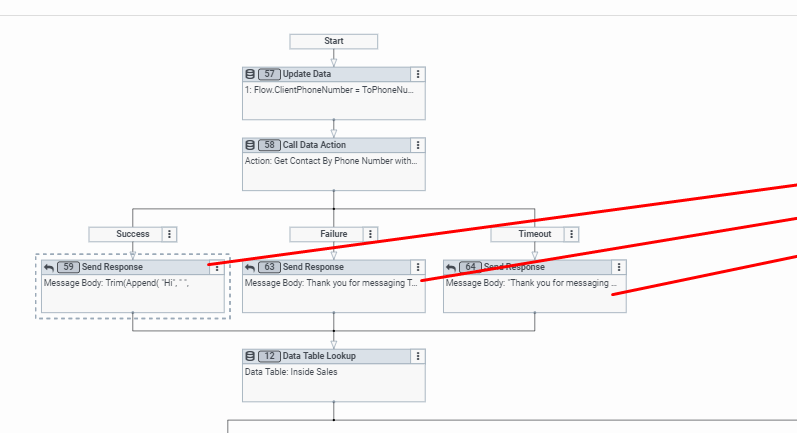 Start
57 Update Data
1: Flow.ClientPhoneNumber = ToPhoneNu...
58 Call Data Action
Action: Get Contact By Phone Number with...
Success
Failure
Timeout
59 Send Response
Message Body: Trim(Append( "Hi", " ",
63 Send Response
Message Body: Thank you for messaging T...
64 Send Response
Message Body: "Thank you for messaging ...
12 Data Table Lookup
Data Table: Inside Sales